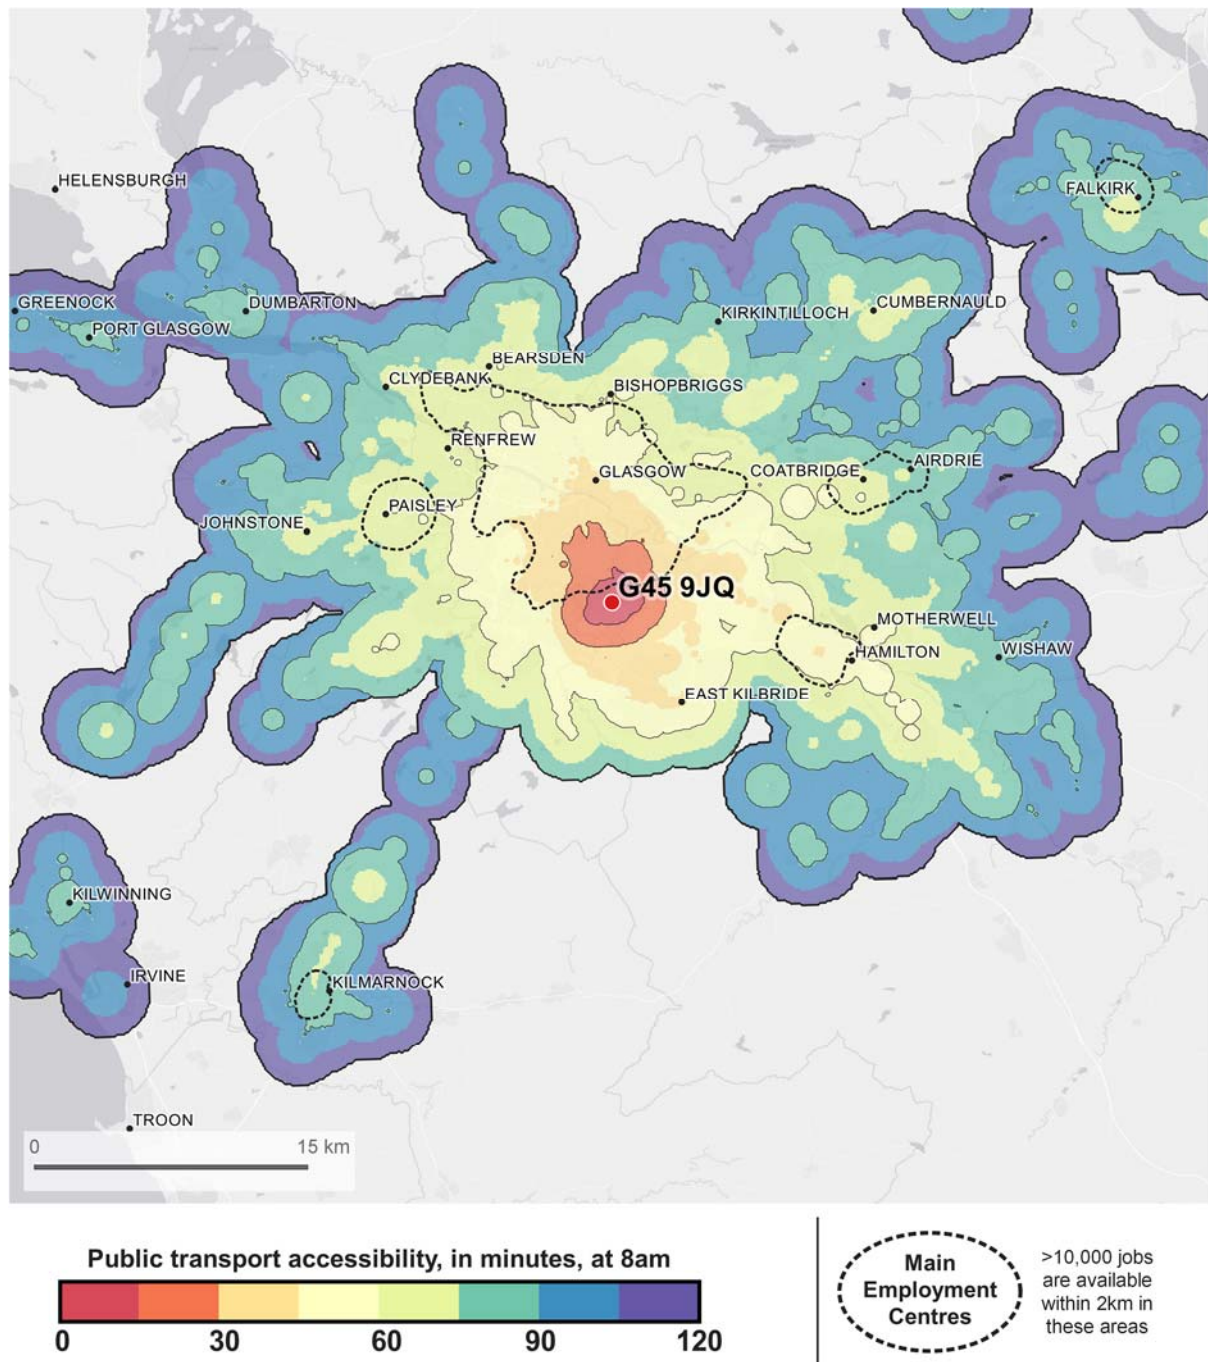 HELENSBURGH
FALKIRK
GREENOCK
DUMBARTON
PORT GLASGOW
KIRKINTILLOCH
CUMBERNAULD
BEARSDEN
CLYDEBANK
BISHOPBRIGGS
RENFREW
GLASGOW
COATBRIDGE
AIRDRIE
PAISLEY
JOHNSTONE
G45 9JQ
MOTHERWELL
HAMILTON
WISHAW
EAST KILBRIDE
KILWINNING
IRVINE
KILMARNOCK
TROON
0 15 km
Public transport accessibility, in minutes, at 8am
0 30 60 90 120
Main
Employment
Centres
>10,000 jobs
are available
within 2km in
these areas